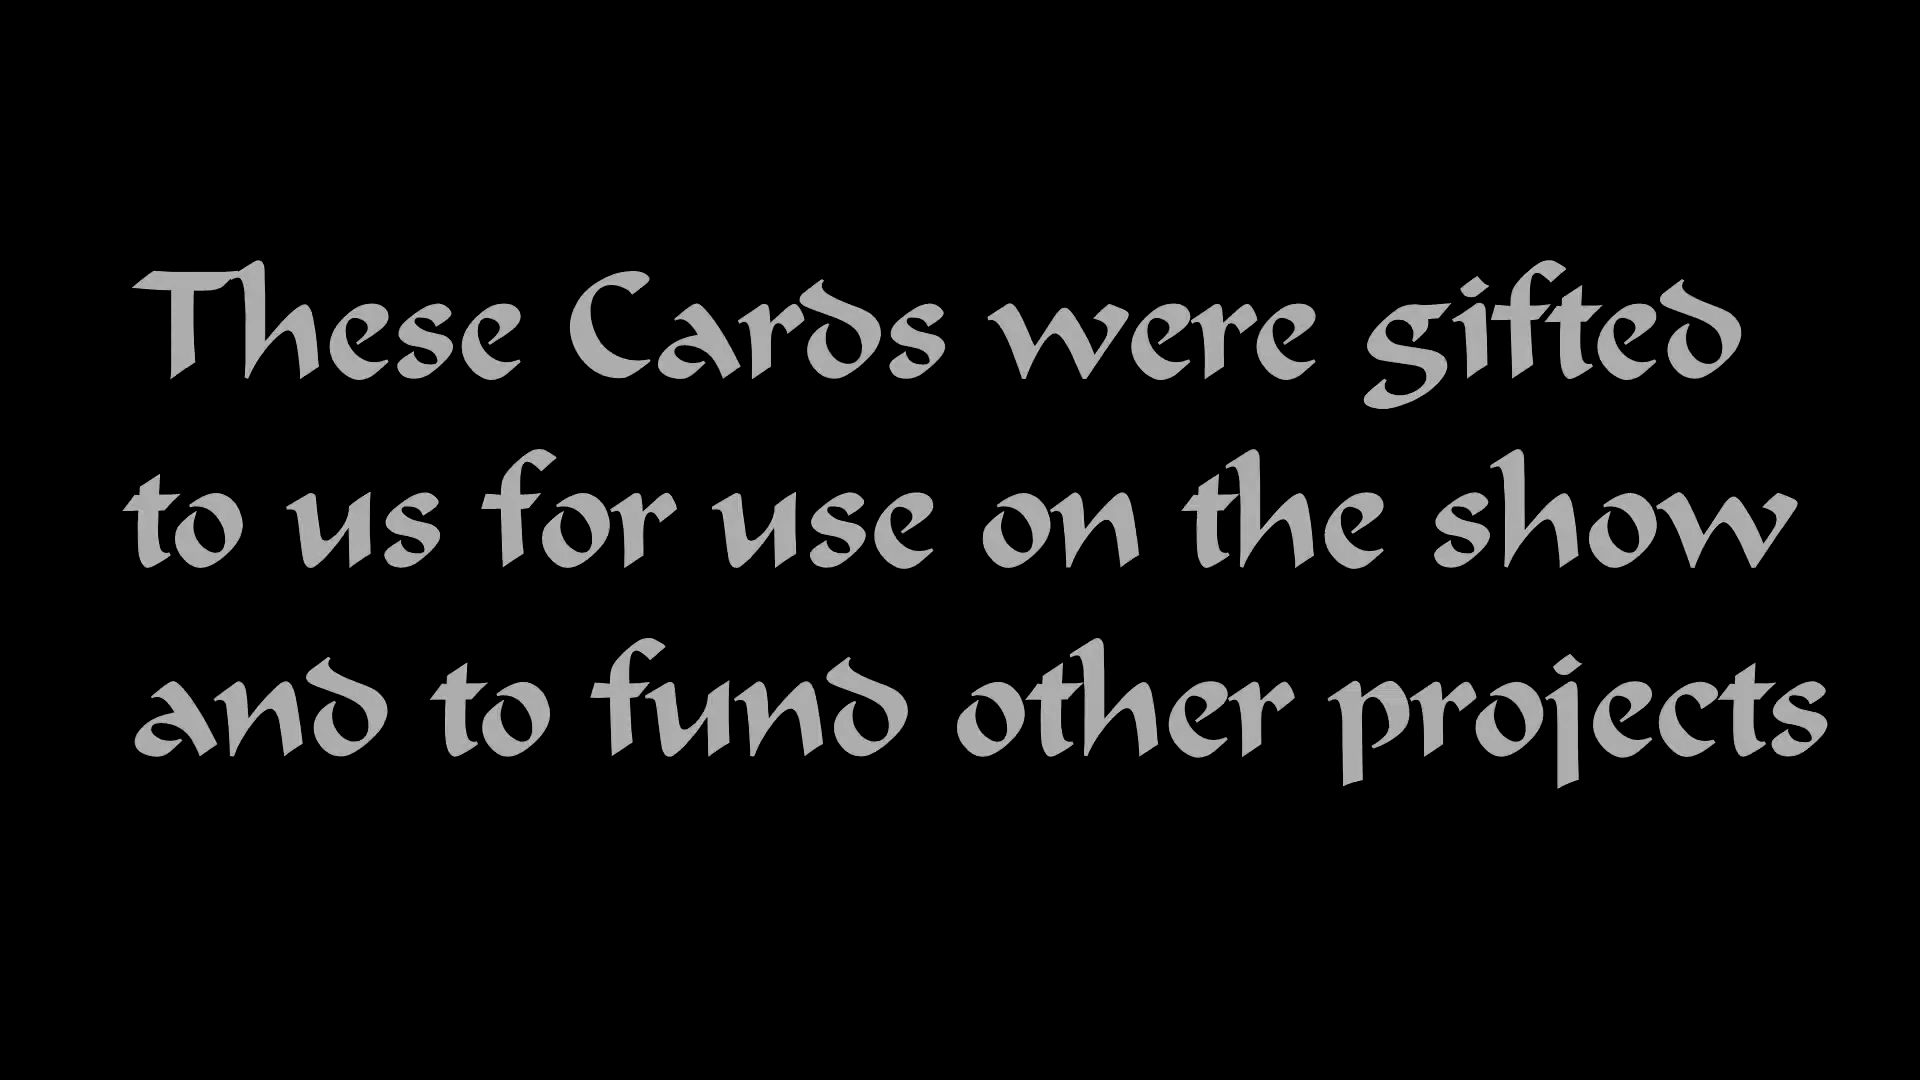 These Cards were gifted
to us for use on the show
and to fund other projects